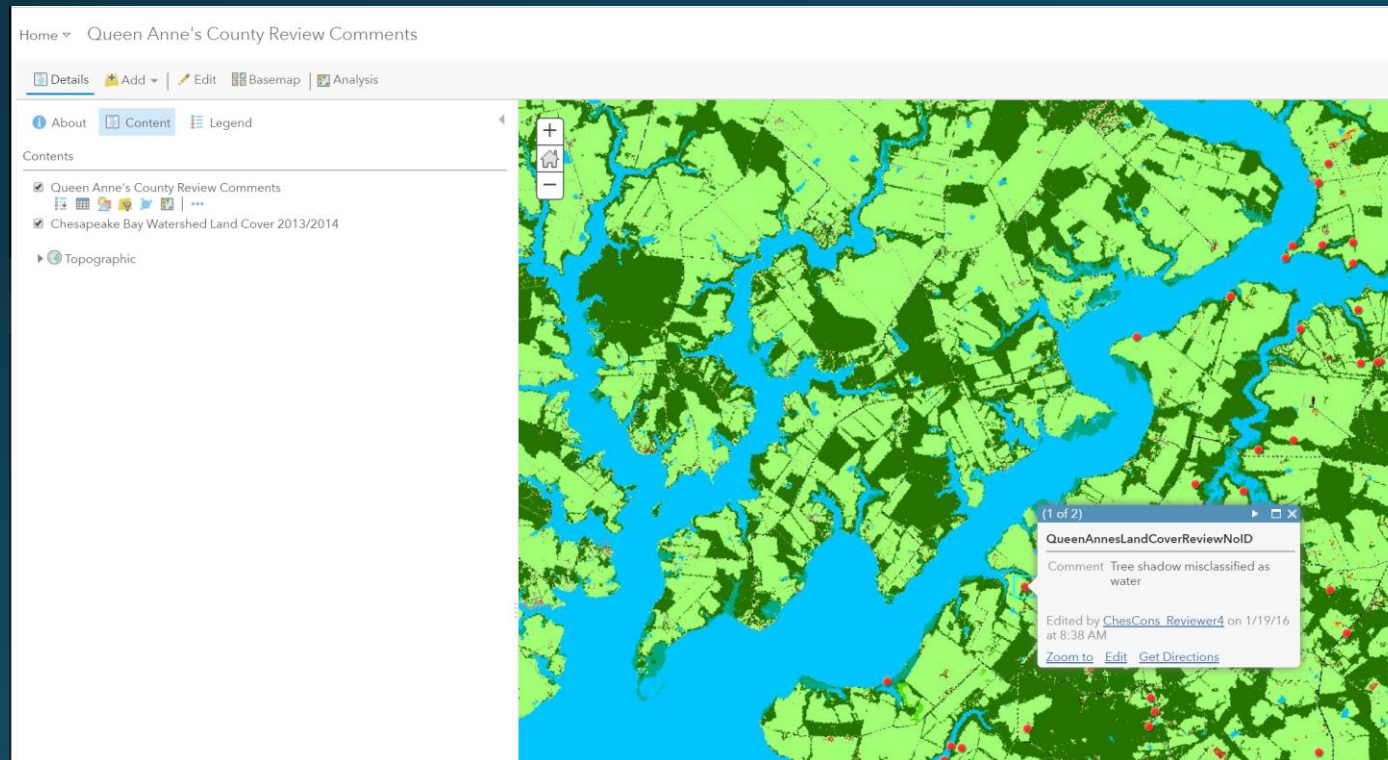 Home Queen Anne's County Review Comments
Details Add Edit Basemap Analysis
About Content Legend
Contents
Queen Anne's County Review Comments
Chesapeake Bay Watershed Land Cover 2013/2014
Topographic
(1 of 2)
QueenAnnesLandCoverReviewNoID
Comment Tree shadow misclassified as
water
Edited by ChesCons_Reviewer4 on 1/19/16
at 8:38 AM
Zoom to Edit Get Directions